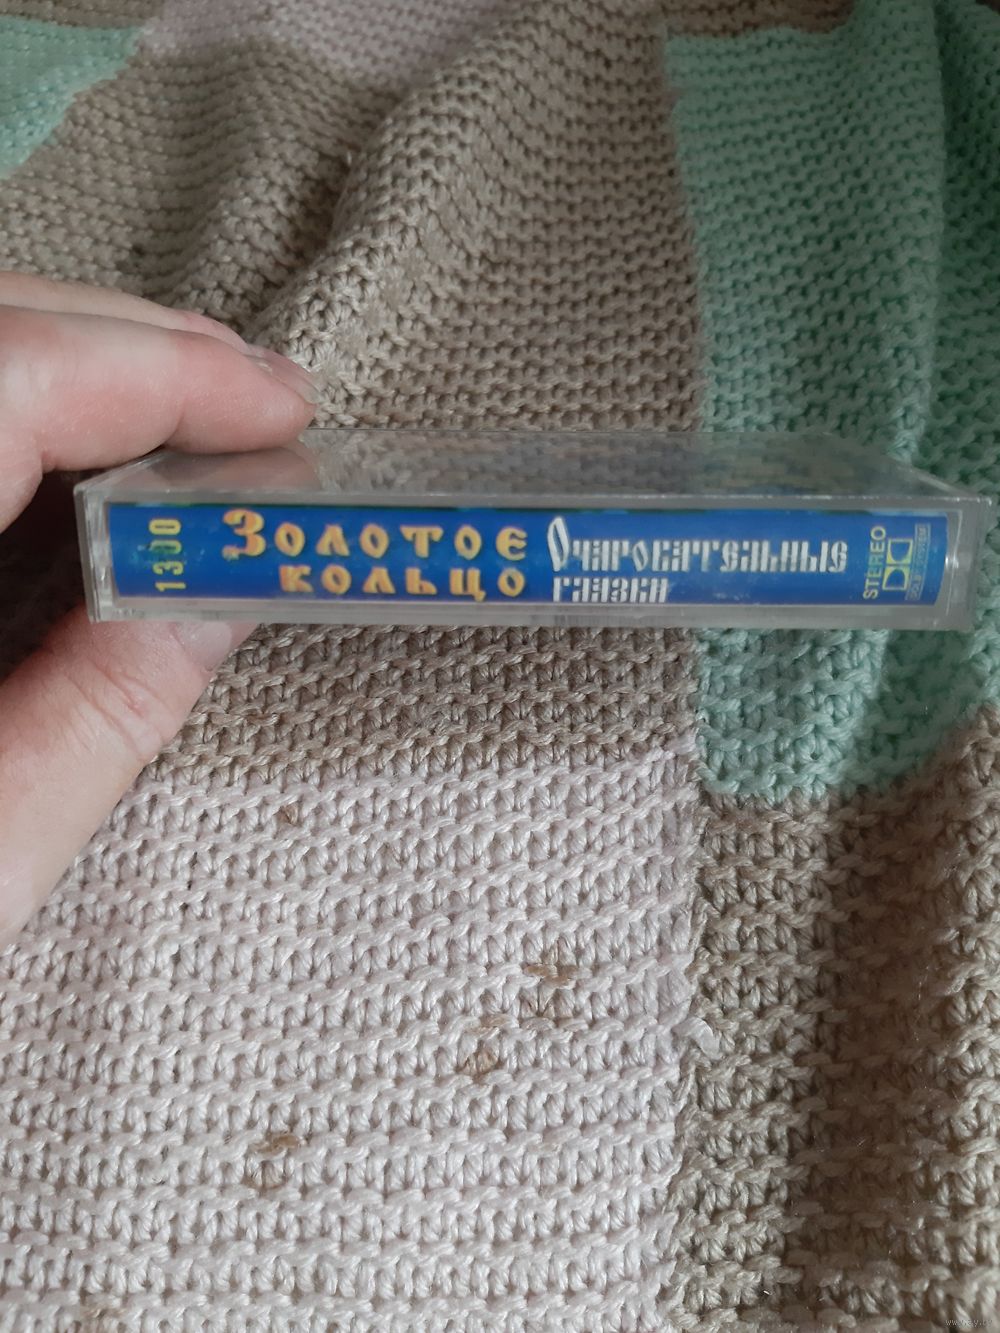 1300
Золотое
кольцо
Очаровательные
глазки
STEREO